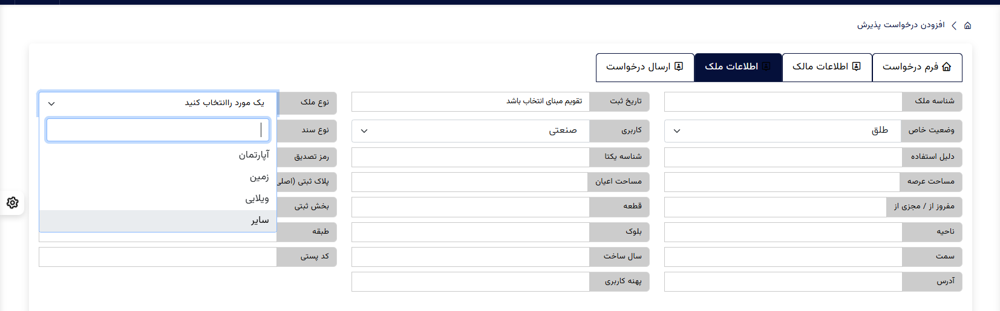 افزودن درخواست پذیرش
فرم درخواست
اطلاعات مالک
اطلاعات ملک
ارسال درخواست
شناسه ملک
تاریخ ثبت
تقویم مبنای انتخاب باشد
نوع ملک
یک مورد راانتخاب کنید
آپارتمان
زمین
ویلایی
سایر
وضعیت خاص
طلق
کاربری
صنعتی
نوع سند
دلیل استفاده
شناسه یکتا
رمز تصدیق
مساحت عرصه
مساحت اعیان
پلاک ثبتی (اصلی
مفروز از / مجزی از
قطعه
بخش ثبتی
ناحیه
بلوک
طبقه
سمت
سال ساخت
کد پستی
آدرس
پهنه کاربری